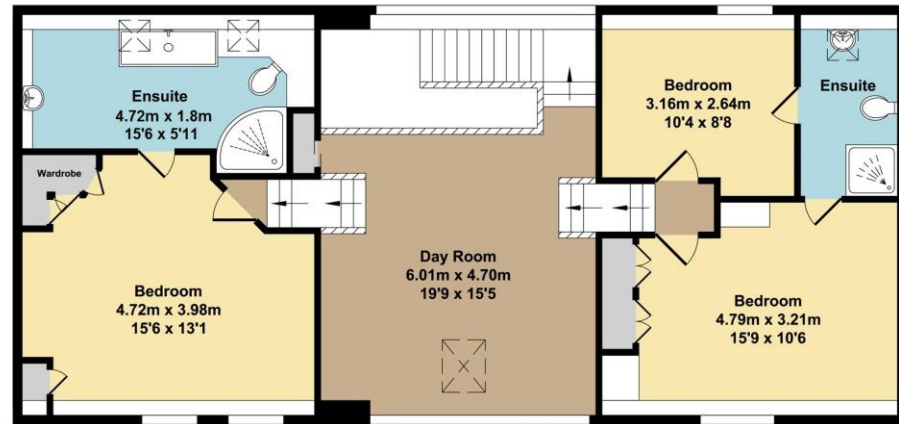 Ensuite
4.72m x 1.8m
15'6 x 5'11
Wardrobe
Bedroom
4.72m x 3.98m
15'6 x 13'1
Day Room
6.01m x 4.70m
19'9 x 15'5
Bedroom
3.16m x 2.64m
10'4 x 8'8
Ensuite
Bedroom
4.79m x 3.21m
15'9 x 10'6